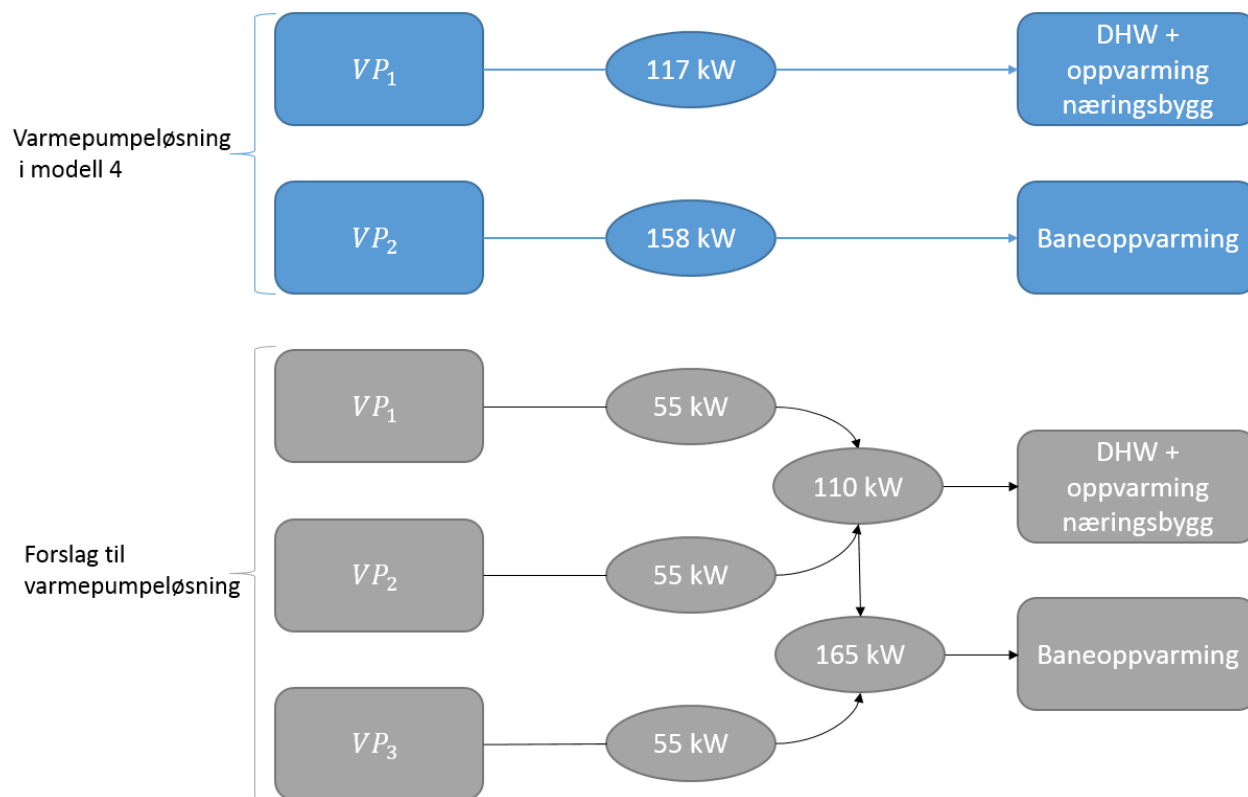 Varmepumpeløsning
i modell 4
VP₁
117 kW
DHW +
oppvarming
næringsbygg
VP₂
158 kW
Baneoppvarming
Forslag til
varmepumpeløsning
VP₁
55 kW
110 kW
DHW +
oppvarming
næringsbygg
VP₂
55 kW
165 kW
Baneoppvarming
VP₃
55 kW